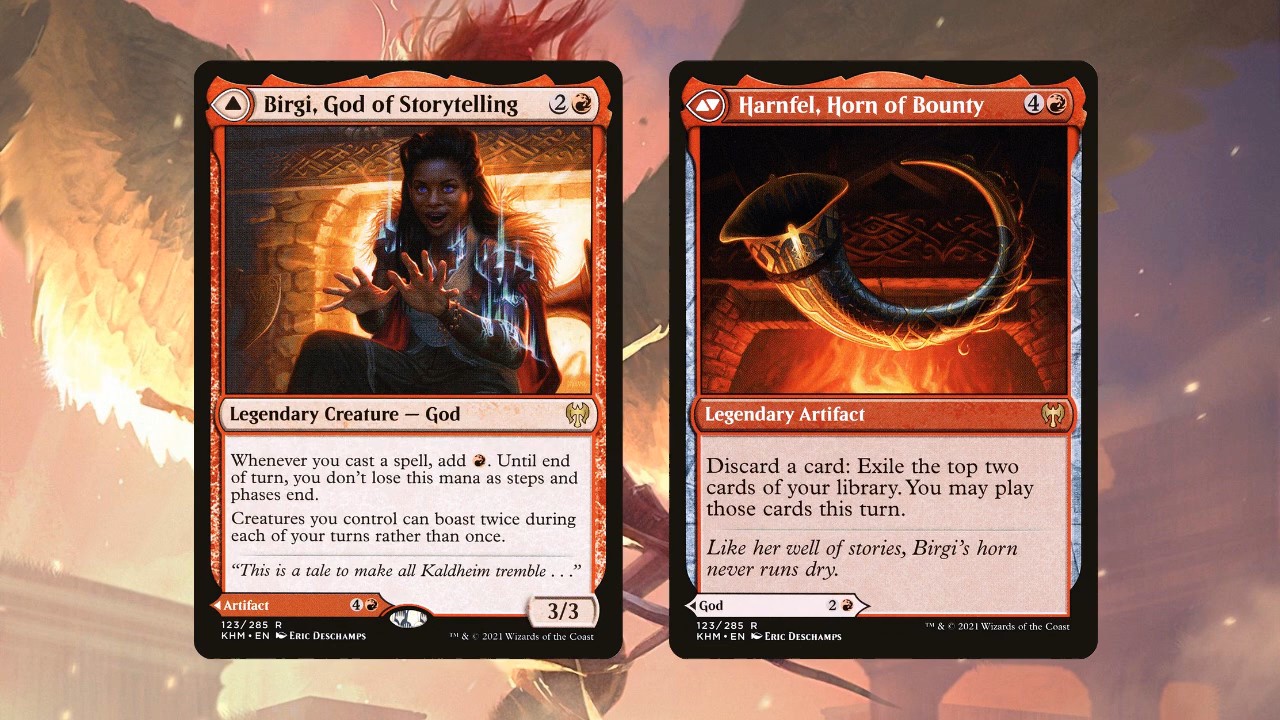 Birgi, God of Storytelling 2
Legendary Creature — God
Whenever you cast a spell, add . Until end
of turn, you don't lose this mana as steps and
phases end.
Creatures you control can boast twice during
each of your turns rather than once.
“This is a tale to make all Kaldheim tremble . . .”
Artifact 4
3/3
123/285 R
KHM • EN Eric Deschamps
™ & © 2021 Wizards of the Coast
Harnfel, Horn of Bounty 4
Legendary Artifact
Discard a card: Exile the top two
cards of your library. You may play
those cards this turn.
Like her well of stories, Birgi's horn
never runs dry.
God 2
123/285 R
KHM • EN Eric Deschamps
™ & © 2021 Wizards of the Coast